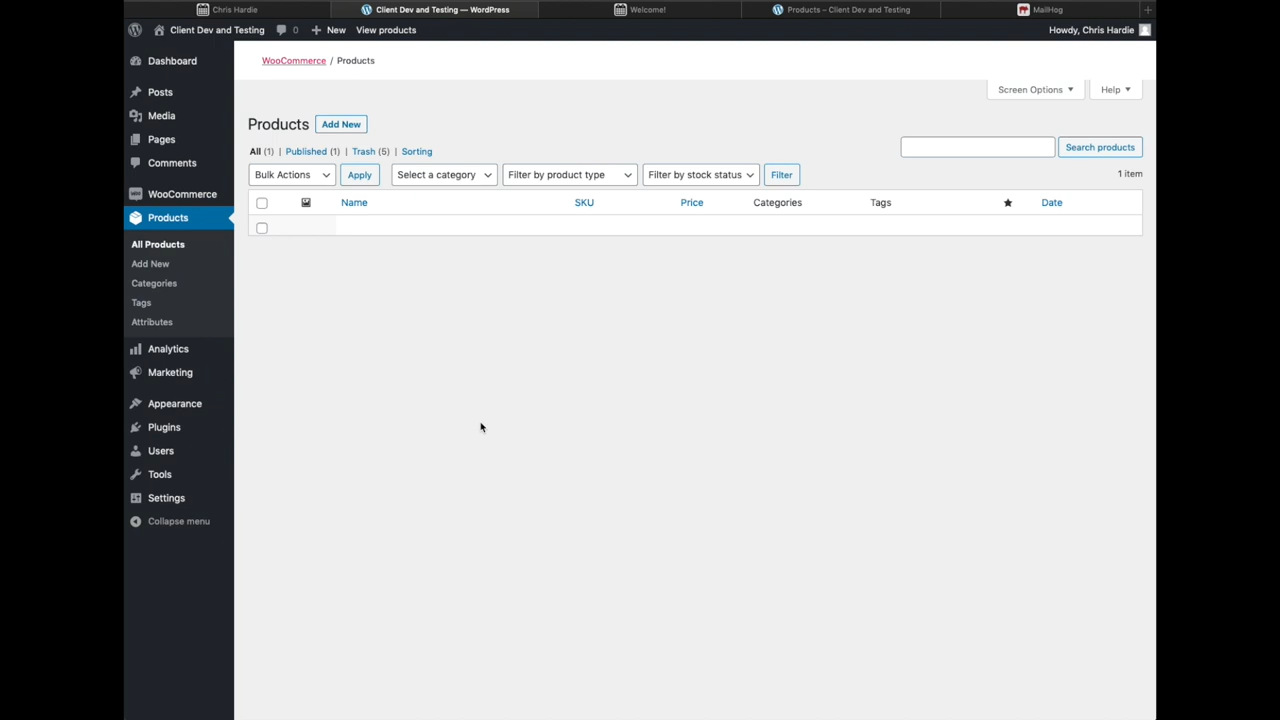 Chris Hardie
Client Dev and Testing — WordPress
Welcome!
Products – Client Dev and Testing
MailHog
+
Client Dev and Testing
0
New
View products
Howdy, Chris Hardie
Dashboard
Posts
Media
Pages
Comments
WooCommerce
Products
All Products
Add New
Categories
Tags
Attributes
Analytics
Marketing
Appearance
Plugins
Users
Tools
Settings
Collapse menu
WooCommerce / Products
Screen Options
Help
Products
Add New
All (1) | Published (1) | Trash (5) | Sorting
Search products
Bulk Actions
Apply
Select a category
Filter by product type
Filter by stock status
Filter
1 item
Name
SKU
Price
Categories
Tags
Date